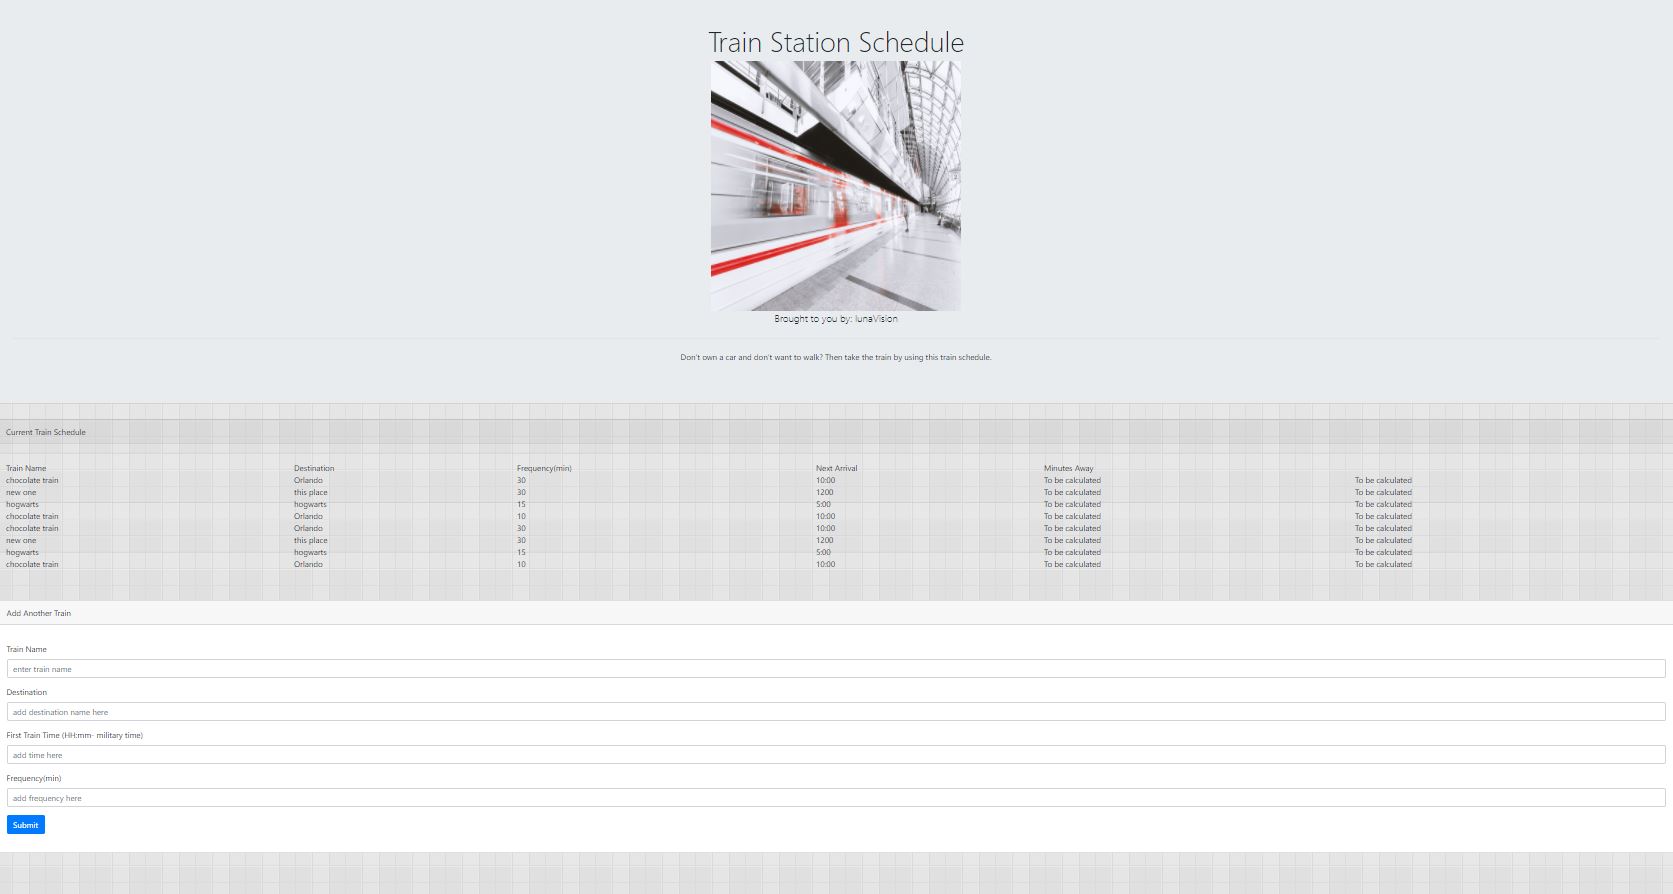 Train Station Schedule
Brought to you by: lunaVision
Don't own a car and don't want to walk? Then take the train by using this train schedule.
Current Train Schedule
Train Name Destination Frequency(min) Next Arrival Minutes Away
chocolate train Orlando 30 10:00 To be calculated To be calculated
new one this place 30 1200 To be calculated To be calculated
hogwarts hogwarts 15 5:00 To be calculated To be calculated
chocolate train Orlando 10 10:00 To be calculated To be calculated
chocolate train Orlando 30 10:00 To be calculated To be calculated
new one this place 30 1200 To be calculated To be calculated
hogwarts hogwarts 15 5:00 To be calculated To be calculated
chocolate train Orlando 10 10:00 To be calculated To be calculated
Add Another Train
Train Name
enter train name
Destination
add destination name here
First Train Time (HH:mm- military time)
add time here
Frequency(min)
add frequency here
Submit